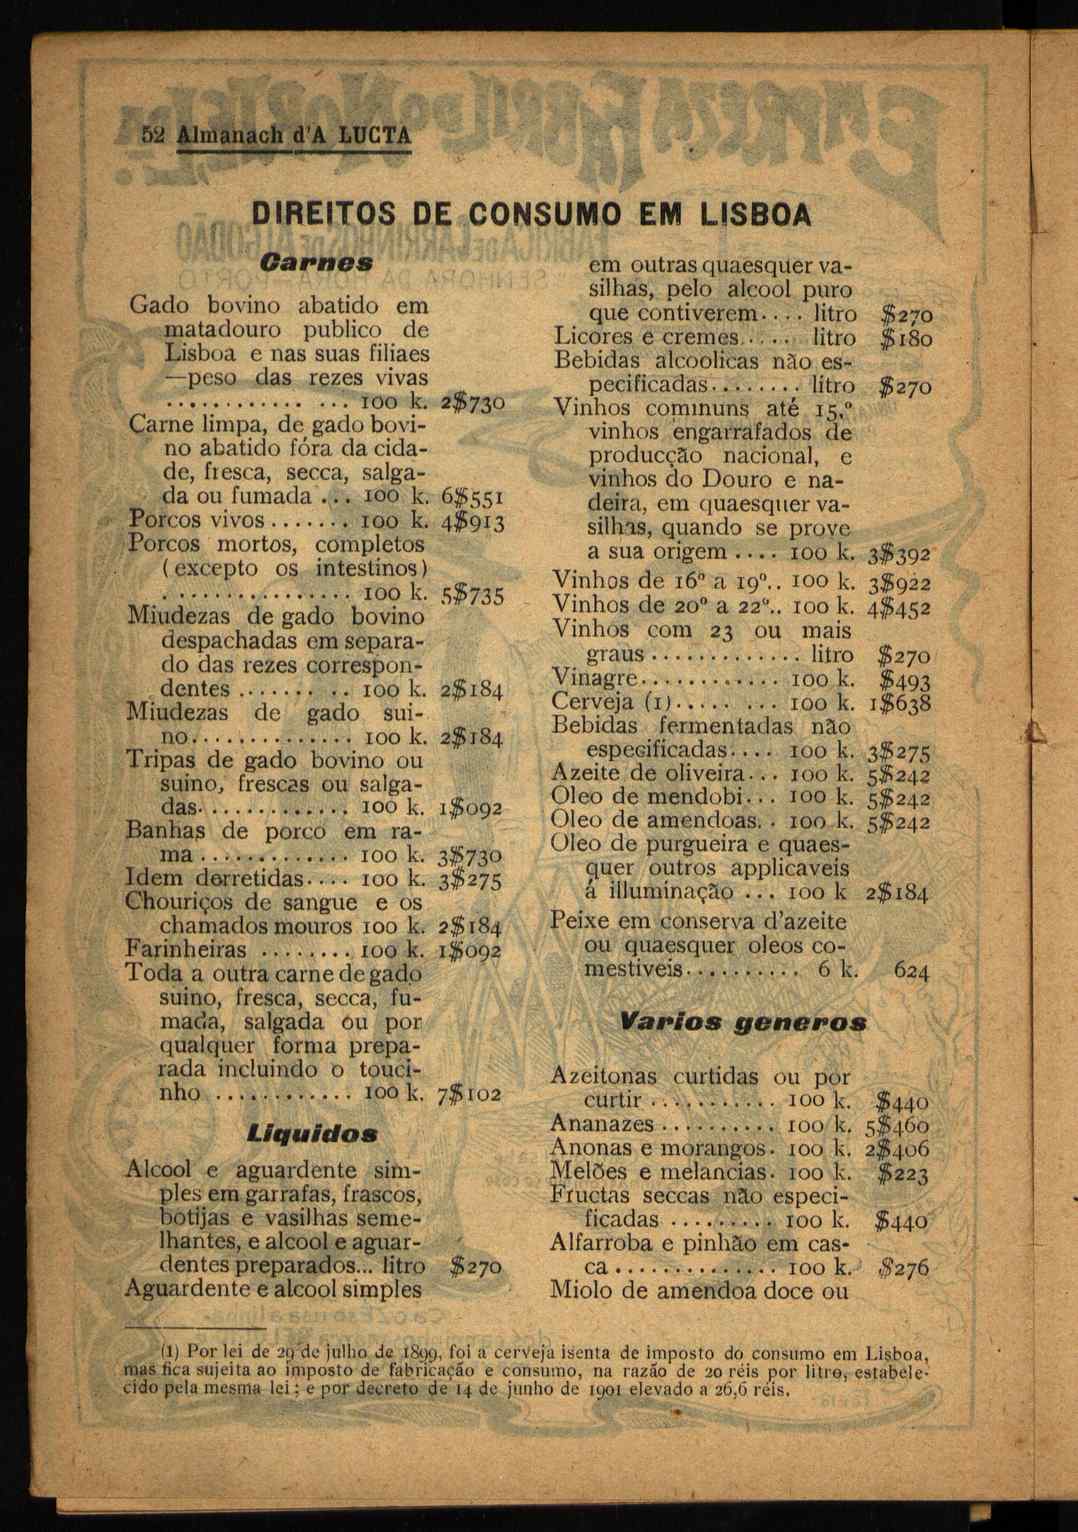 52 Almanach d'A LUCTA
DIREITOS DE CONSUMO EM LISBOA
Carnes
Gado bovino abatido em
matadouro publico de
Lisboa e nas suas filiaes
—peso das rezes vivas
............ ... 100 k. 2$730
Carne limpa, de gado bovi-
no abatido fóra da cida-
de, fresca, secca, salga-
da ou fumada ... 100 k. 6$551
Porcos vivos ....... 100 k. 4$913
Porcos mortos, completos
(excepto os intestinos)
............... 100 k. 5$735
Miudezas de gado bovino
despachadas em separa-
do das rezes correspon-
dentes ....... .. 100 k. 2$184
Miudezas de gado sui-
no.............. 100 k. 2$184
Tripas de gado bovino ou
suino, frescas ou salga-
das............. 100 k. 1$092
Banhas de porco em ra-
ma ............. 100 k. 3$730
Idem derretidas.... 100 k. 3$275
Chouriços de sangue e os
chamados mouros 100 k. 2$184
Farinheiras ........ 100 k. 1$092
Toda a outra carne de gado
suino, fresca, secca, fu-
mada, salgada ou por
qualquer forma prepa-
rada incluindo o touci-
nho ............ 100 k. 7$102
Liquidos
Alcool e aguardente sim-
ples em garrafas, frascos,
botijas e vasilhas seme-
lhantes, e alcool e aguar-
dentes preparados... litro $270
Aguardente e alcool simples
em outras quaesquer va-
silhas, pelo alcool puro
que contiverem.... litro $270
Licores e cremes..... litro $180
Bebidas alcoolicas não es-
pecificadas........ litro $270
Vinhos communs até 15,º
vinhos engarrafados de
producção nacional, e
vinhos do Douro e na-
deira, em quaesquer va-
silhas, quando se prove
a sua origem .... 100 k. 3$392
Vinhos de 16º a 19º.. 100 k. 3$922
Vinhos de 20º a 22º.. 100 k. 4$452
Vinhos com 23 ou mais
graus ............. litro $270
Vinagre............ 100 k. $493
Cerveja (1)..... ... 100 k. 1$638
Bebidas fermentadas não
especificadas.... 100 k. 3$275
Azeite de oliveira... 100 k. 5$242
Oleo de mendobi... 100 k. 5$242
Oleo de amendoas.. 100 k. 5$242
Oleo de purgueira e quaes-
quer outros applicaveis
á illuminação ... 100 k 2$184
Peixe em conserva d'azeite
ou quaesquer oleos co-
mestiveis.......... 6 k. 624
Varios generos
Azeitonas curtidas ou por
curtir ........... 100 k. $440
Ananazes .......... 100 k. 5$460
Anonas e morangos. 100 k. 2$406
Melões e melancias. 100 k. $223
Fructas seccas não especi-
ficadas ......... 100 k. $440
Alfarroba e pinhão em cas-
ca .............. 100 k. $276
Miolo de amendoa doce ou
(1) Por lei de 29 de julho de 1899, foi a cerveja isenta de imposto do consumo em Lisboa,
mas fica sujeita ao imposto de fabricação e consumo, na razão de 20 réis por litro, estabele-
cido pela mesma lei; e por decreto de 14 de junho de 1901 elevado a 26,6 réis.